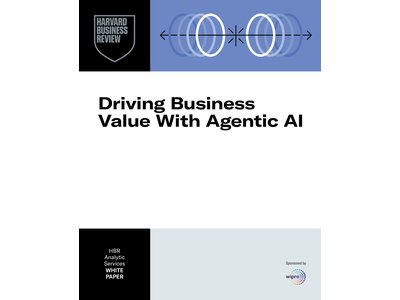 HARVARD
BUSINESS
REVIEW
Driving Business
Value With Agentic AI
HBR
Analytic
Services
WHITE
PAPER
Sponsored by
wipro